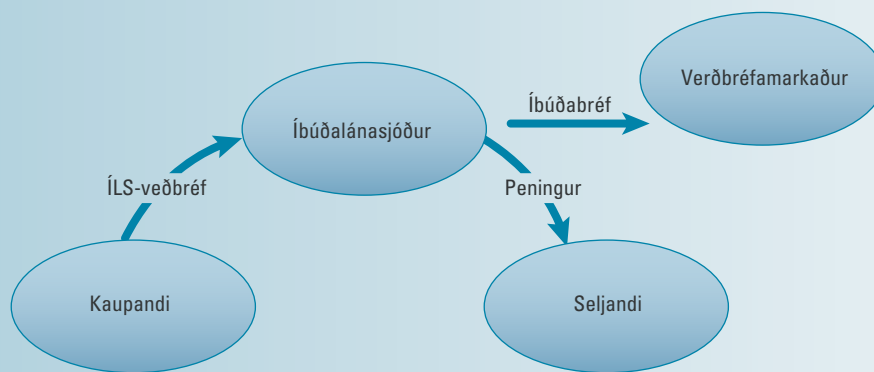 Verðbréfamarkaður
Íbúðabréf
Íbúðalánasjóður
ÍLS-veðbréf
Peningur
Kaupandi
Seljandi